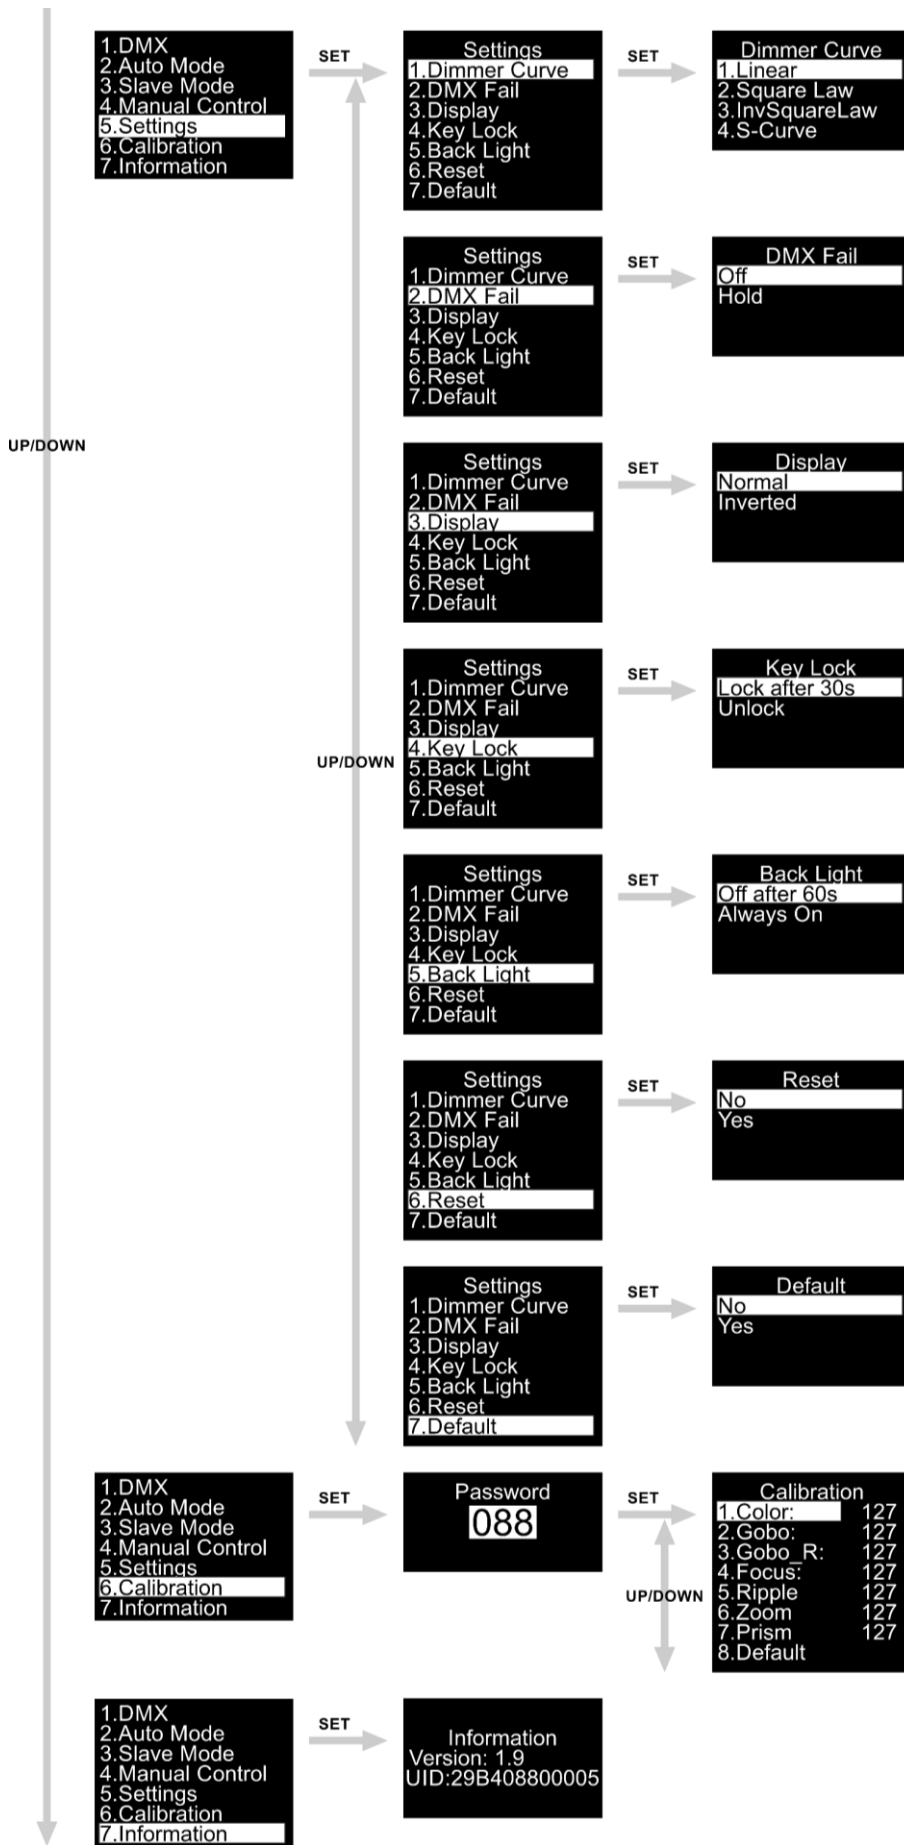 1.DMX
2.Auto Mode
3.Slave Mode
4.Manual Control
5.Settings
6.Calibration
7.Information
SET
Settings
1.Dimmer Curve
2.DMX Fail
3.Display
4.Key Lock
5.Back Light
6.Reset
7.Default
SET
Dimmer Curve
1.Linear
2.Square Law
3.InvSquareLaw
4.S-Curve
Settings
1.Dimmer Curve
2.DMX Fail
3.Display
4.Key Lock
5.Back Light
6.Reset
7.Default
SET
DMX Fail
Off
Hold
UP/DOWN
Settings
1.Dimmer Curve
2.DMX Fail
3.Display
4.Key Lock
5.Back Light
6.Reset
7.Default
SET
Display
Normal
Inverted
UP/DOWN
Settings
1.Dimmer Curve
2.DMX Fail
3.Display
4.Key Lock
5.Back Light
6.Reset
7.Default
SET
Key Lock
Lock after 30s
Unlock
Settings
1.Dimmer Curve
2.DMX Fail
3.Display
4.Key Lock
5.Back Light
6.Reset
7.Default
SET
Back Light
Off after 60s
Always On
Settings
1.Dimmer Curve
2.DMX Fail
3.Display
4.Key Lock
5.Back Light
6.Reset
7.Default
SET
Reset
No
Yes
Settings
1.Dimmer Curve
2.DMX Fail
3.Display
4.Key Lock
5.Back Light
6.Reset
7.Default
SET
Default
No
Yes
1.DMX
2.Auto Mode
3.Slave Mode
4.Manual Control
5.Settings
6.Calibration
7.Information
SET
Password
088
SET
UP/DOWN
Calibration
1.Color: 127
2.Gobo: 127
3.Gobo_R: 127
4.Focus: 127
5.Ripple 127
6.Zoom 127
7.Prism 127
8.Default
1.DMX
2.Auto Mode
3.Slave Mode
4.Manual Control
5.Settings
6.Calibration
7.Information
SET
Information
Version: 1.9
UID:29B408800005